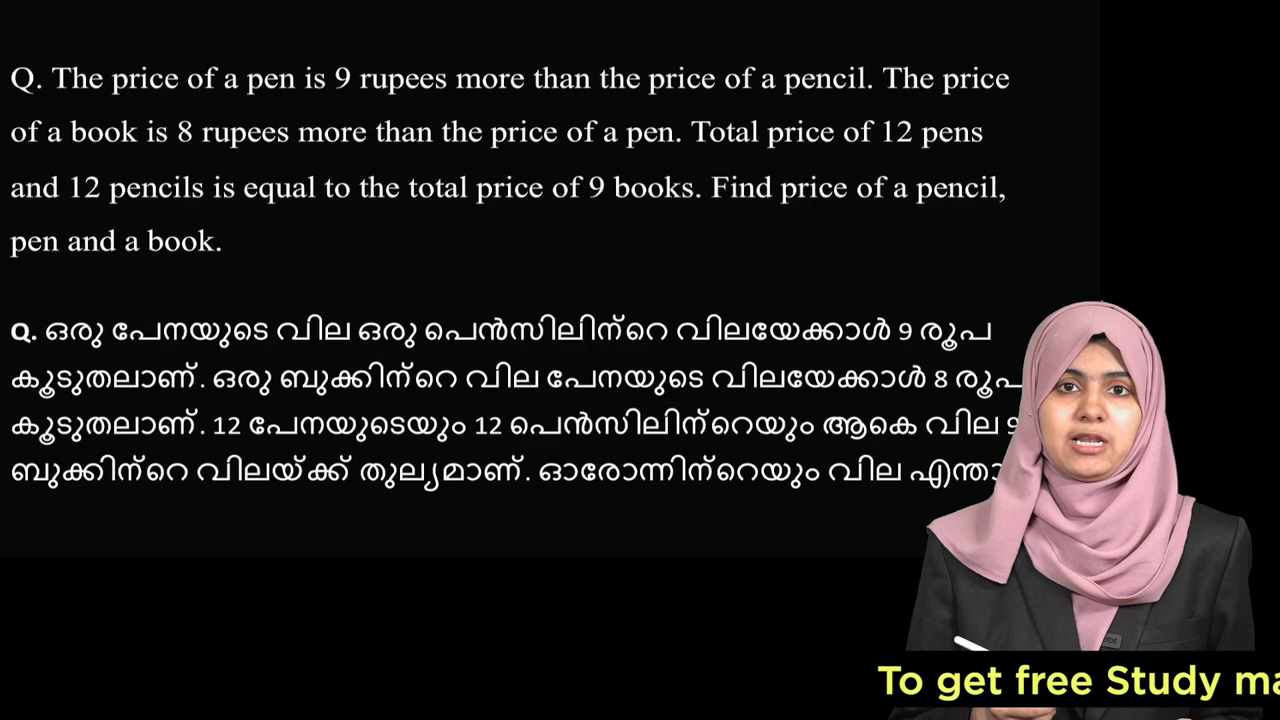 Q. The price of a pen is 9 rupees more than the price of a pencil. The price
of a book is 8 rupees more than the price of a pen. Total price of 12 pens
and 12 pencils is equal to the total price of 9 books. Find price of a pencil,
pen and a book.
Q. ഒരു പേനയുടെ വില ഒരു പെൻസിലിന്റെ വിലയേക്കാൾ 9 രൂപ
കൂടുതലാണ്. ഒരു ബുക്കിന്റെ വില പേനയുടെ വിലയേക്കാൾ 8
കൂടുതലാണ്. 12 പേനയുടെയും 12 പെൻസിലിന്റെയും ആകെ വില 9
ബുക്കിന്റെ വിലയ്ക്ക് തുല്യമാണ്. ഓരോന്നിന്റെയും വില
To get free Study